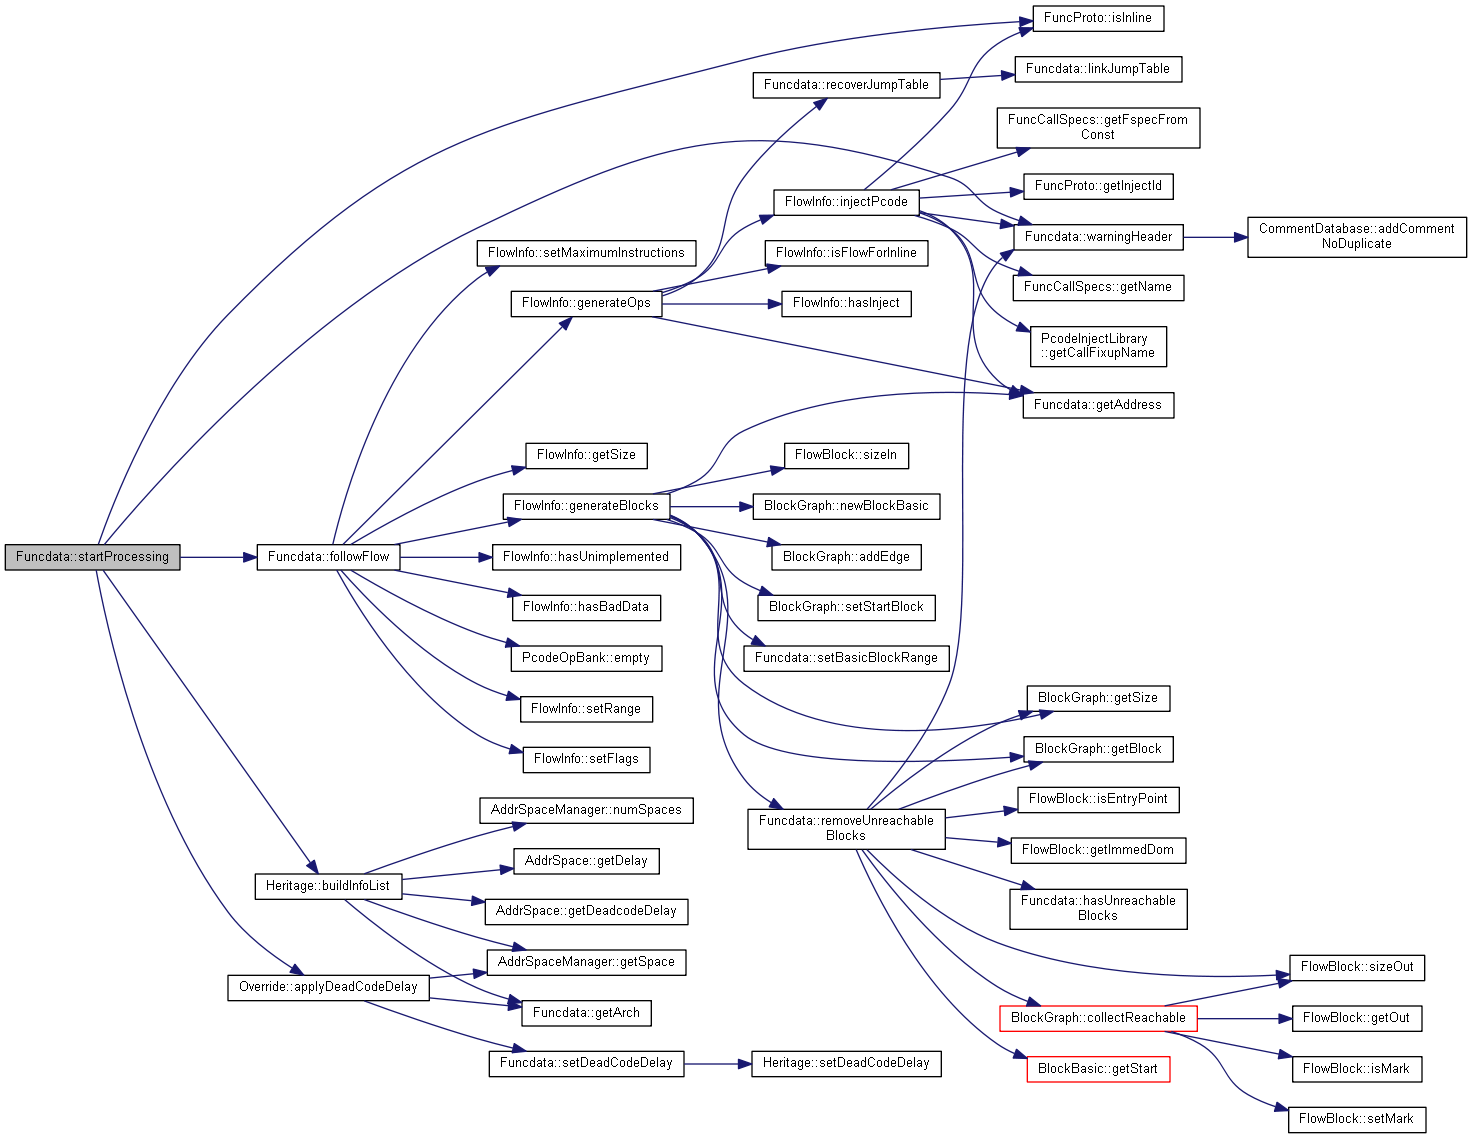 FuncProto::isInline
Funcdata::linkJumpTable
Funcdata::recoverJumpTable
FuncCallSpecs::getFspecFrom
Const
FuncProto::getInjectId
FlowInfo::injectPcode
Funcdata::warningHeader
CommentDatabase::addComment
NoDuplicate
FlowInfo::setMaximumInstructions
FlowInfo::isFlowForInline
FuncCallSpecs::getName
FlowInfo::generateOps
FlowInfo::hasInject
PcodeInjectLibrary
::getCallFixupName
Funcdata::getAddress
FlowInfo::getSize
FlowBlock::sizeIn
FlowInfo::generateBlocks
BlockGraph::newBlockBasic
Funcdata::startProcessing
Funcdata::followFlow
FlowInfo::hasUnimplemented
BlockGraph::addEdge
FlowInfo::hasBadData
BlockGraph::setStartBlock
PcodeOpBank::empty
Funcdata::setBasicBlockRange
FlowInfo::setRange
BlockGraph::getSize
FlowInfo::setFlags
BlockGraph::getBlock
AddrSpaceManager::numSpaces
Funcdata::removeUnreachable
Blocks
FlowBlock::isEntryPoint
AddrSpace::getDelay
FlowBlock::getImmedDom
Heritage::buildInfoList
AddrSpace::getDeadcodeDelay
Funcdata::hasUnreachable
Blocks
AddrSpaceManager::getSpace
FlowBlock::sizeOut
Override::applyDeadCodeDelay
Funcdata::getArch
BlockGraph::collectReachable
FlowBlock::getOut
Funcdata::setDeadCodeDelay
Heritage::setDeadCodeDelay
BlockBasic::getStart
FlowBlock::isMark
FlowBlock::setMark